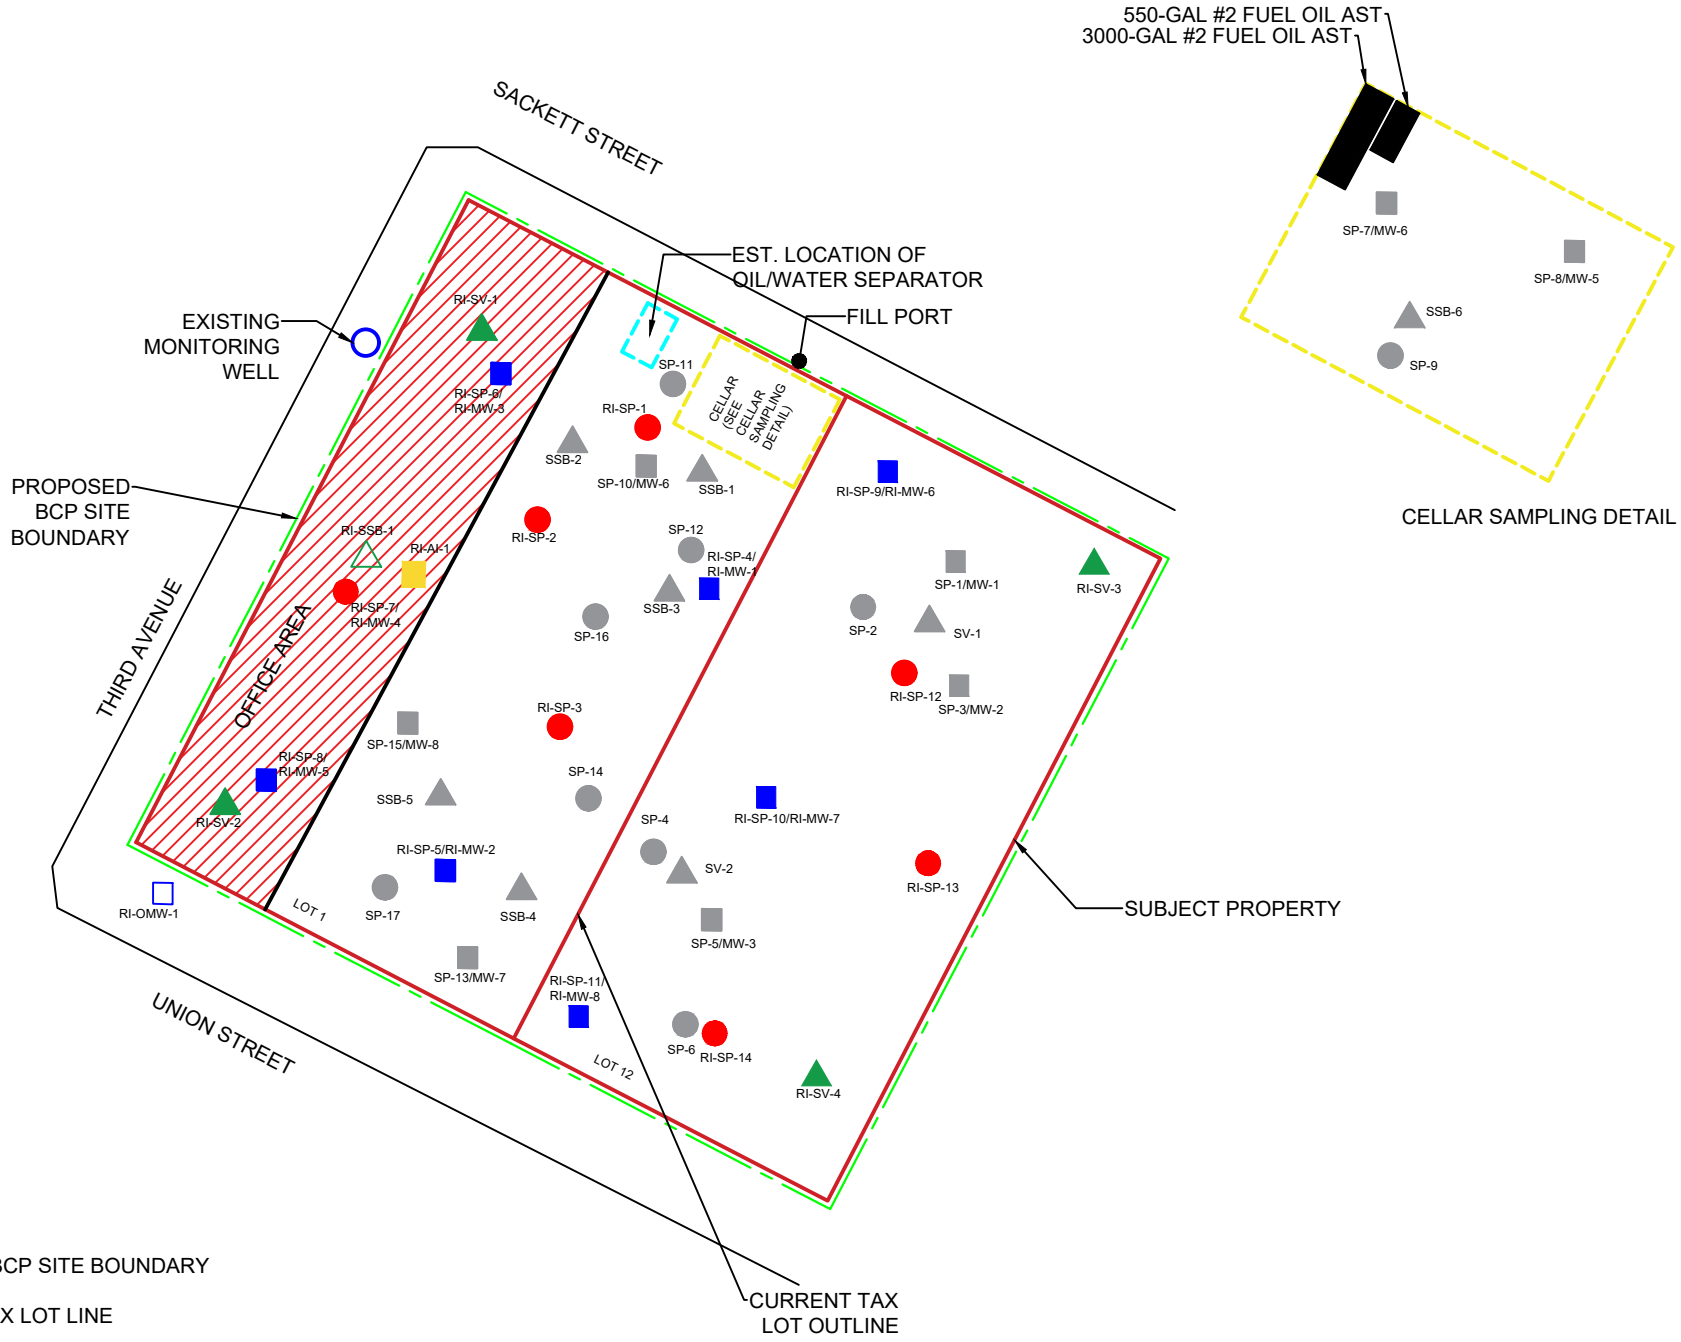 550-GAL #2 FUEL OIL AST
3000-GAL #2 FUEL OIL AST
SACKETT STREET
SP-7/MW-6
SP-8/MW-5
SSB-6
SP-9
CELLAR SAMPLING DETAIL
EST. LOCATION OF
OIL/WATER SEPARATOR
FILL PORT
EXISTING
MONITORING
WELL
RI-SV-1
RI-SP-6/
RI-MW-3
SP-11
RI-SP-1
CELLAR
(SEE
CELLAR
SAMPLING
DETAIL)
SSB-2
SP-10/MW-6
SSB-1
RI-SP-9/RI-MW-6
PROPOSED
BCP SITE
BOUNDARY
RI-SP-2
RI-SSB-1
RI-AI-1
SP-12
RI-SP-4/
RI-MW-1
SSB-3
SP-1/MW-1
RI-SV-3
RI-SP-7/
RI-MW-4
SP-16
SP-2
SV-1
THIRD AVENUE
OFFICE AREA
RI-SP-12
SP-3/MW-2
RI-SP-3
SP-15/MW-8
RI-SP-8/
RI-MW-5
SP-14
SSB-5
RI-SV-2
SP-4
RI-SP-10/RI-MW-7
RI-SP-5/RI-MW-2
SV-2
RI-SP-13
RI-OMW-1
LOT 1
SP-17
SSB-4
SUBJECT PROPERTY
SP-5/MW-3
SP-13/MW-7
RI-SP-11/
RI-MW-8
UNION STREET
SP-6
RI-SP-14
LOT 12
RI-SV-4
BCP SITE BOUNDARY
X LOT LINE
CURRENT TAX
LOT OUTLINE